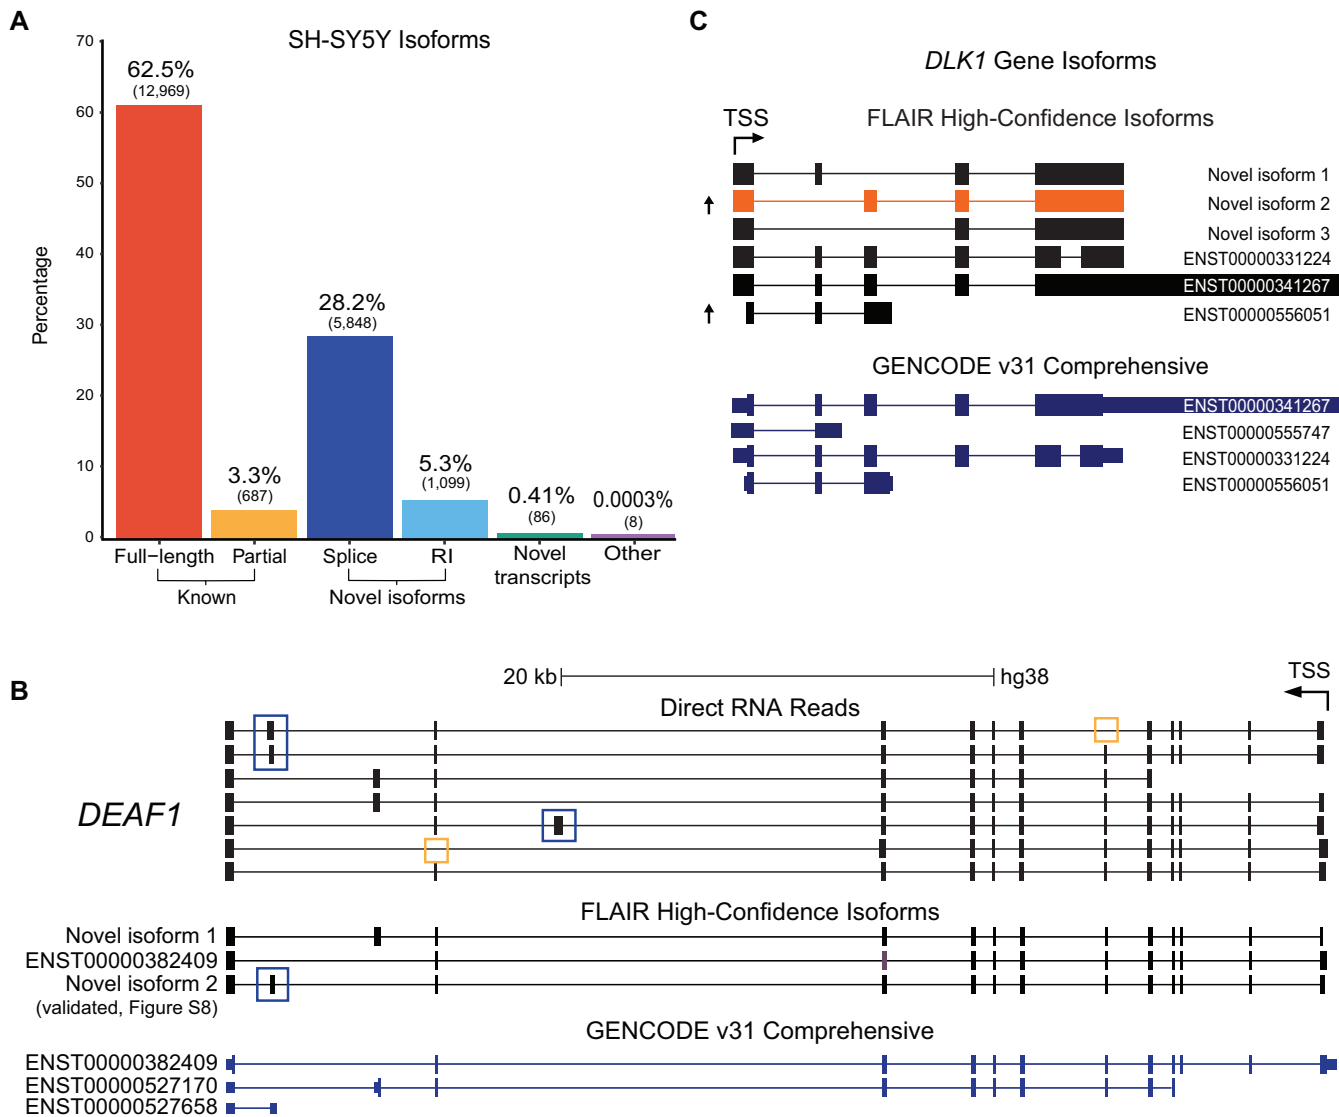 A
SH-SY5Y Isoforms
Percentage
70
60
50
40
30
20
10
0
62.5%
(12,969)
3.3%
(687)
28.2%
(5,848)
5.3%
(1,099)
0.41%
(86)
0.0003%
(8)
Full−length
Partial
Splice
RI
Novel
transcripts
Other
Known
Novel isoforms
C
DLK1 Gene Isoforms
TSS
FLAIR High-Confidence Isoforms
Novel isoform 1
Novel isoform 2
Novel isoform 3
ENST00000331224
ENST00000341267
ENST00000556051
GENCODE v31 Comprehensive
ENST00000341267
ENST00000555747
ENST00000331224
ENST00000556051
B
20 kb
hg38
TSS
Direct RNA Reads
DEAF1
FLAIR High-Confidence Isoforms
Novel isoform 1
ENST00000382409
Novel isoform 2
(validated, Figure S8)
GENCODE v31 Comprehensive
ENST00000382409
ENST00000527170
ENST00000527658